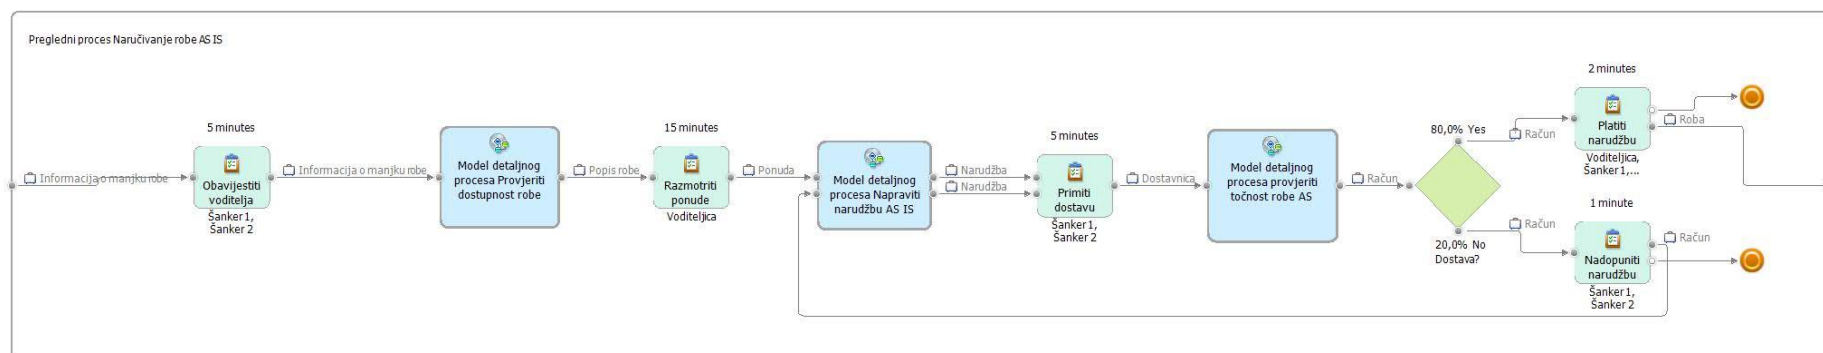 Pregledni proces Naručivanje robe AS IS
Informacija o manjku robe
5 minutes
Obavijestiti
voditelja
Šanker 1,
Šanker 2
Informacija o manjku robe
Model detaljnog
procesa Provjeriti
dostupnost robe
Popis robe
15 minutes
Razmotriti
ponude
Voditeljica
Ponuda
Model detaljnog
procesa Napraviti
narudžbu AS IS
Narudžba
Narudžba
5 minutes
Primiti
dostavu
Šanker 1,
Šanker 2
Dostavnica
Model detaljnog
procesa provjeriti
točnost robe AS
Račun
80,0% Yes
20,0% No
Dostava?
Račun
2 minutes
Platiti
narudžbu
Voditeljica,
Šanker 1,...
Roba
Račun
1 minute
Nadopuniti
narudžbu
Šanker 1,
Šanker 2
Račun